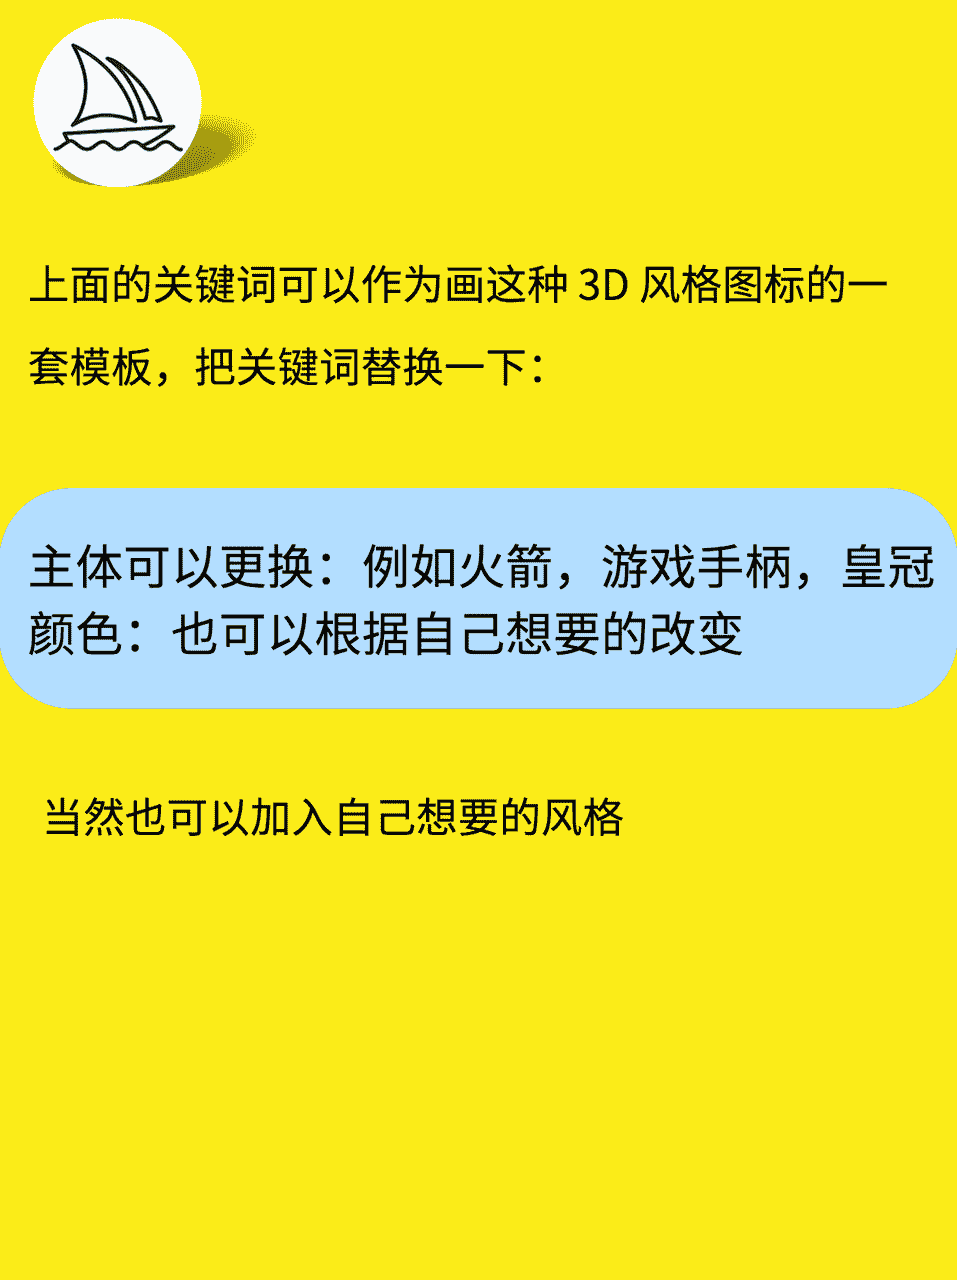 上面的关键词可以作为画这种 3D 风格图标的一
套模板，把关键词替换一下：
主体可以更换：例如火箭，游戏手柄，皇冠
颜色：也可以根据自己想要的改变
当然也可以加入自己想要的风格